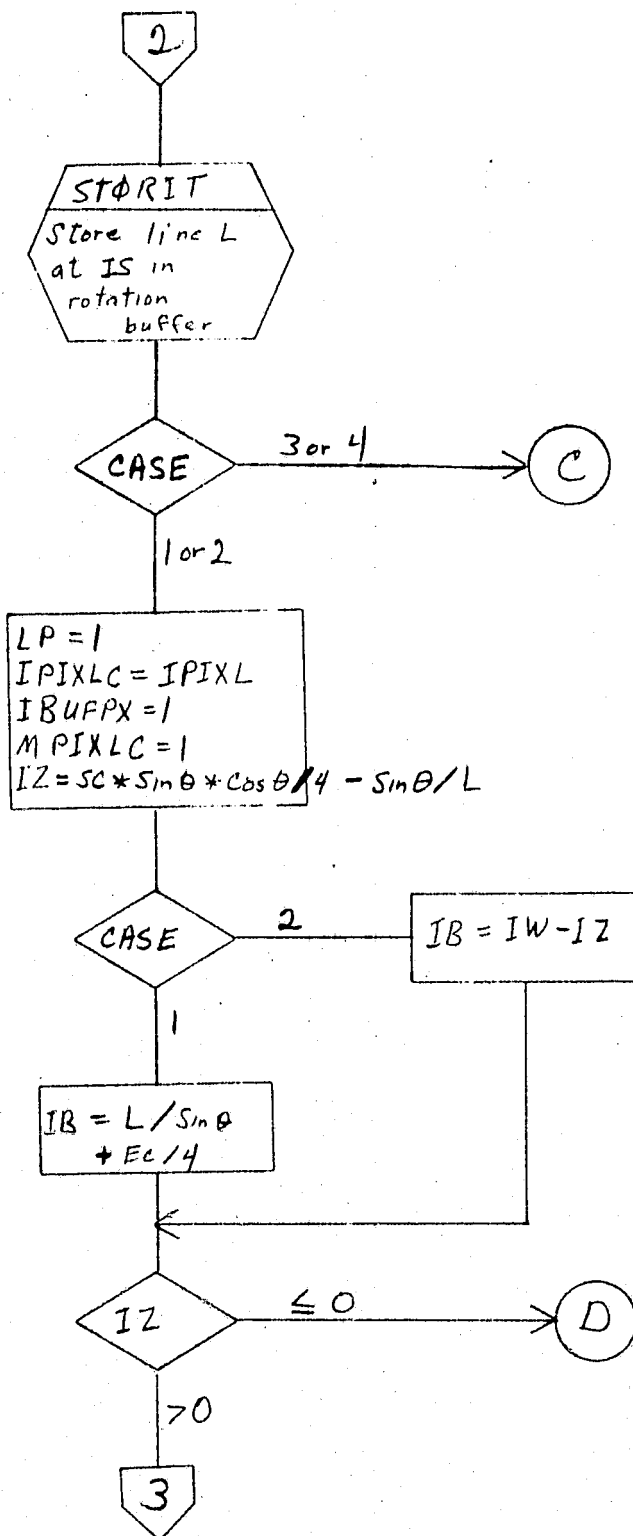 2
STØRIT
Store line L
at IS in
rotation
buffer
CASE
3 or 4
C
1 or 2
LP = 1
IPIXLC = IPIXL
IBUFPX = 1
MPIXLC = 1
IZ = SC * Sin θ * Cos θ / 4 - Sin θ / L
CASE
2
IB = IW - IZ
1
IB = L / Sin θ
+ Ec / 4
IZ
≤ 0
D
>0
3